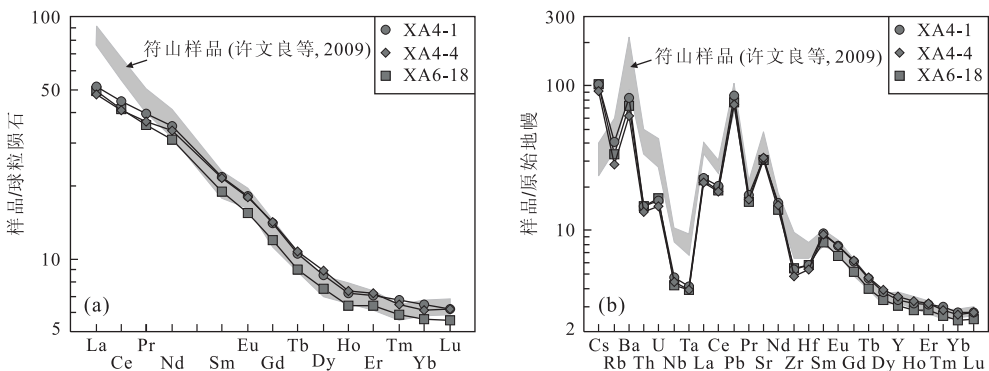 样品/球粒陨石
100
50
10
5
符山样品 (许文良等, 2009)
XA4-1
XA4-4
XA6-18
(a)
La Ce Pr Nd Sm Eu Gd Tb Dy Ho Er Tm Yb Lu
样品/原始地幔
300
100
10
2
符山样品 (许文良等, 2009)
XA4-1
XA4-4
XA6-18
(b)
Cs Rb Ba Th U Nb Ta La Ce Pb Pr Sr Nd Zr Hf Sm Eu Gd Tb Dy Y Ho Er Tm Yb Lu